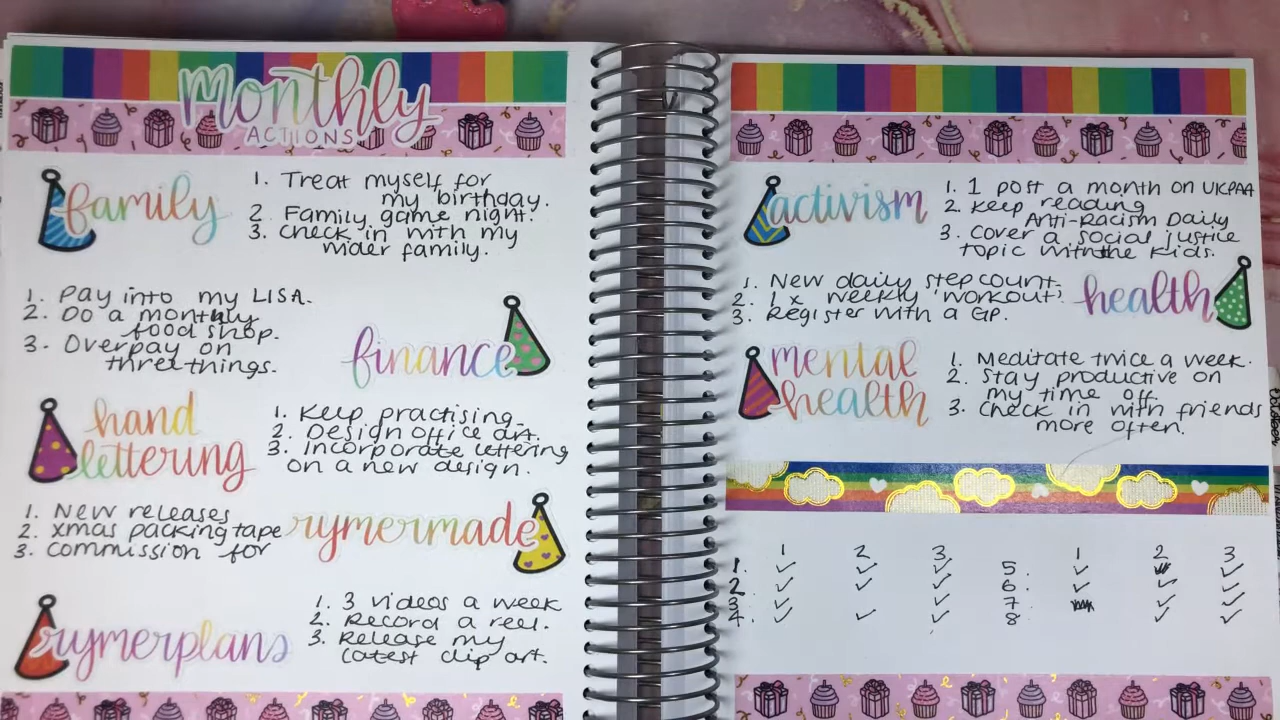 monthly
ACTIONS
family
1. Treat myself for
my birthday.
2. Family game night.
3. Check in with my
wider family.
1. Pay into my LISA.
2. Do a monthly
food shop.
3. Overpay on
three things.
finance
hand
lettering
1. Keep practising.
2. Design office art.
3. Incorporate lettering
on a new design.
1. New releases
2. xmas packing tape
3. Commission for
rymermade
rymerplans
1. 3 videos a week
2. Record a reel.
3. Release my
latest clip art.
activism
1. 1 post a month on UKPAA
2. Keep reading
Anti-Racism Daily
3. Cover a social justice
topic with the kids.
1. New daily step count.
2. 1x weekly 'workout'
3. Register with a GP.
health
mental
health
1. Meditate twice a week.
2. Stay productive on
my time off.
3. Check in with friends
more often.
1 2 3 1 2 3
1. ✓ ✓ ✓ 5. ✓ ✓
2. ✓ ✓ ✓ 6. ✓ ✓ ✓
3. ✓ ✓ 7. ✓ ✓
4. ✓ ✓ ✓ 8. ✓ ✓